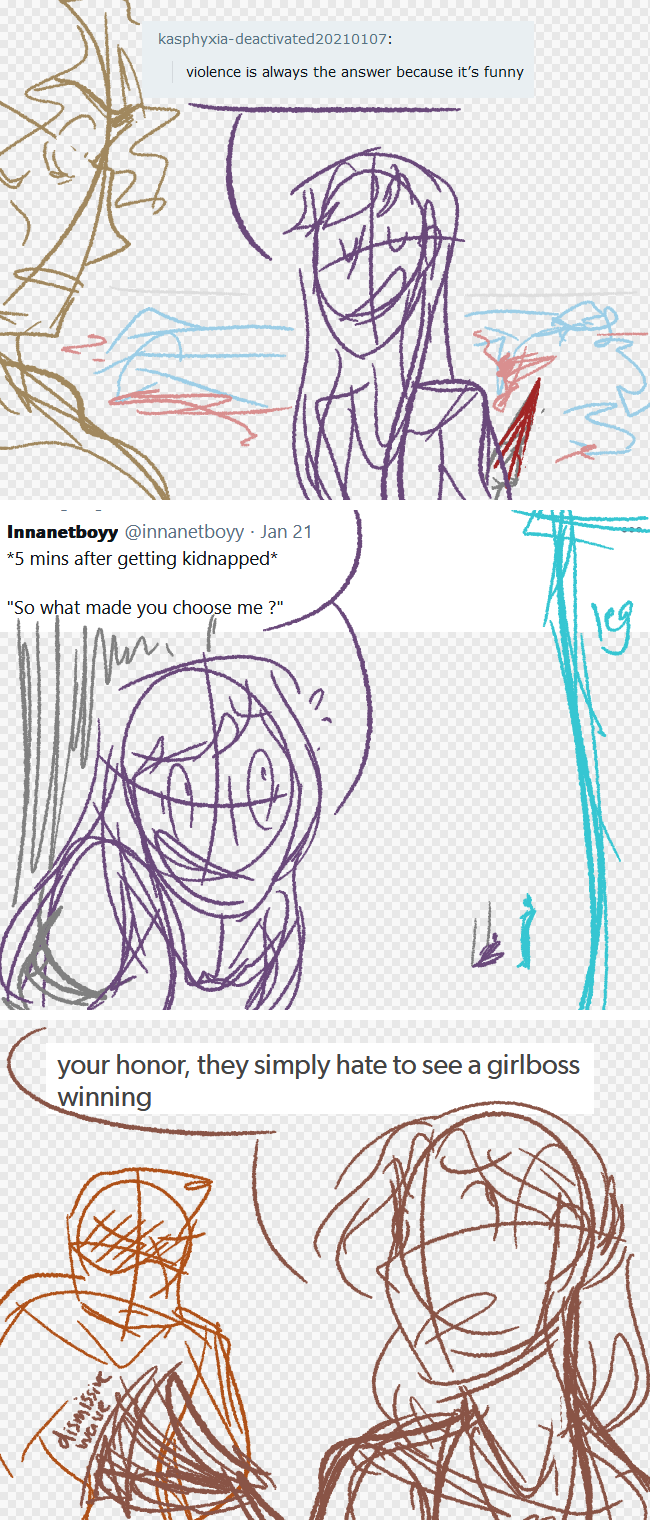 kasphyxia-deactivated20210107:
violence is always the answer because it's funny
Innanetboyy @innanetboyy · Jan 21
*5 mins after getting kidnapped*
"So what made you choose me ?"
leg
your honor, they simply hate to see a girlboss
winning
dismissive
wave